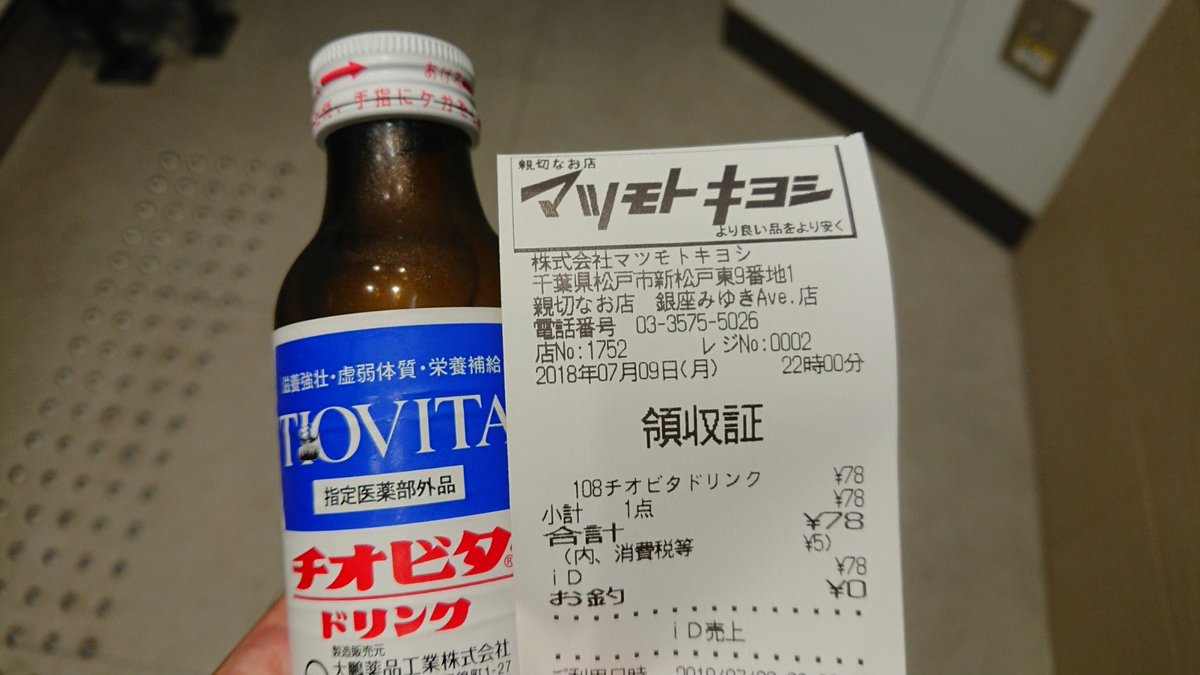 手指にケガを
滋養強壮・虚弱体質・栄養補給
TIOVITA
指定医薬部外品
チオビタ®
ドリンク
製造販売元
大鵬薬品工業株式会社
町1-27
親切なお店
マツモトキヨシ
より良い品をより安く
株式会社マツモトキヨシ
千葉県松戸市新松戸東9番地1
親切なお店 銀座みゆきAve.店
電話番号 03-3575-5026
店No:1752 レジNo:0002
2018年07月09日(月) 22時00分
領収証
108チオビタドリンク ¥78
小計 1点 ¥78
合計 ¥78
(内、消費税等 ¥5)
iD ¥78
お釣 ¥0
iD売上
ご利用日時